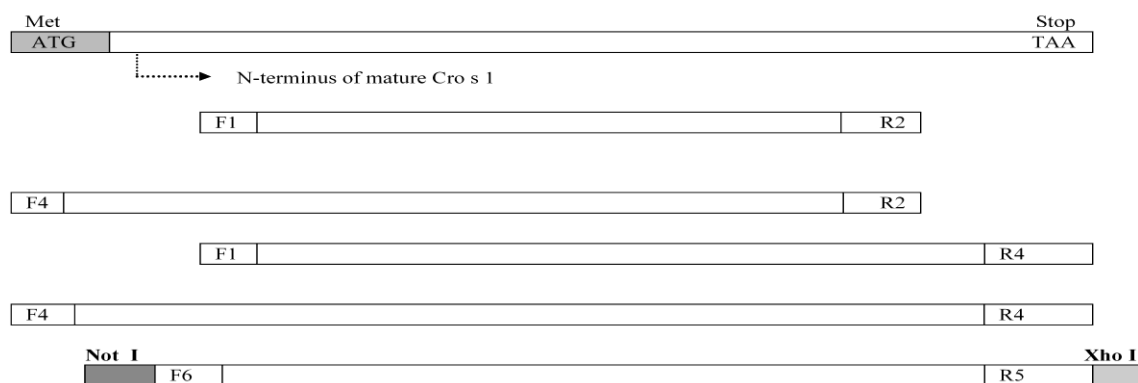 Met Stop
ATG TAA
N-terminus of mature Cro s 1
F1 R2
F4 R2
F1 R4
F4 R4
Not I Xho I
F6 R5